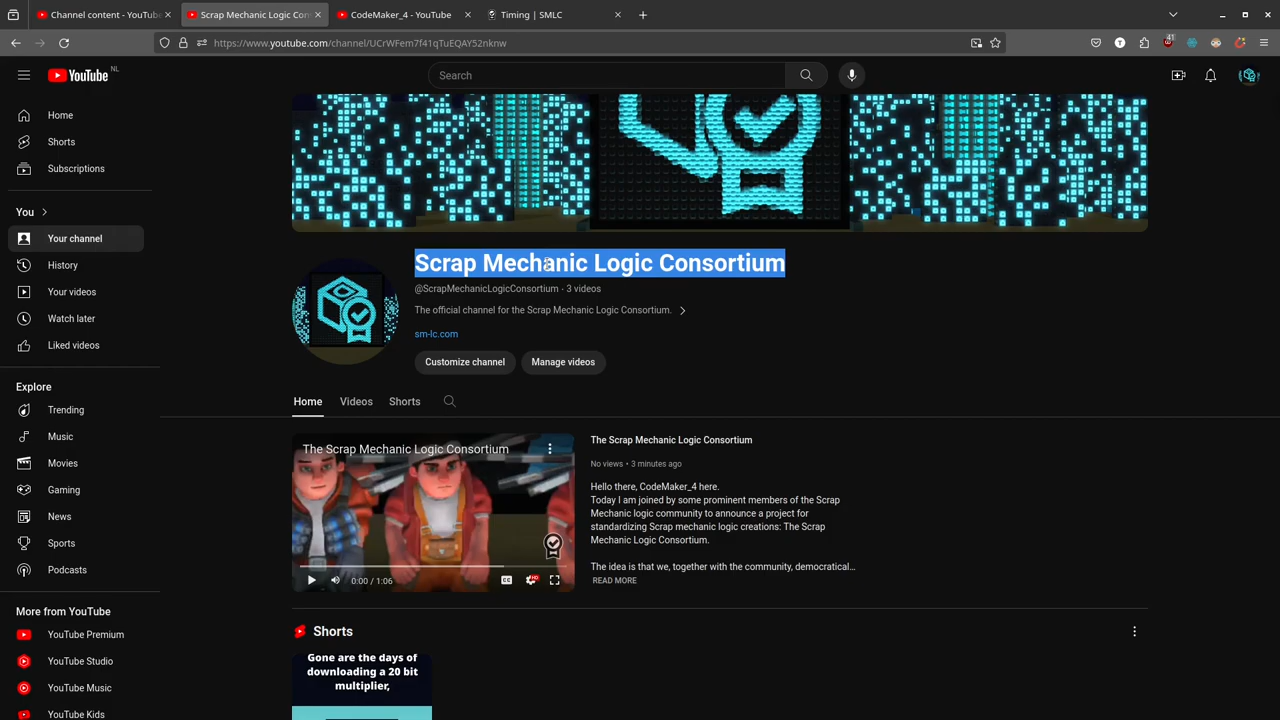 Channel content - YouTube
Scrap Mechanic Logic Con
CodeMaker_4 - YouTube
Timing | SMLC
https://www.youtube.com/channel/UCrWFem7f41qTuEQAY52nknw
41
YouTube NL
Search
Home
Shorts
Subscriptions
You
Your channel
History
Your videos
Watch later
Liked videos
Explore
Trending
Music
Movies
Gaming
News
Sports
Podcasts
More from YouTube
YouTube Premium
YouTube Studio
YouTube Music
YouTube Kids
Scrap Mechanic Logic Consortium
@ScrapMechanicLogicConsortium · 3 videos
The official channel for the Scrap Mechanic Logic Consortium.
sm-lc.com
Customize channel
Manage videos
Home
Videos
Shorts
The Scrap Mechanic Logic Consortium
0:00 / 1:06
CC
HD
The Scrap Mechanic Logic Consortium
No views • 3 minutes ago
Hello there, CodeMaker_4 here.
Today I am joined by some prominent members of the Scrap
Mechanic logic community to announce a project for
standardizing Scrap mechanic logic creations: The Scrap
Mechanic Logic Consortium.
The idea is that we, together with the community, democratical…
READ MORE
Shorts
Gone are the days of
downloading a 20 bit
multiplier,